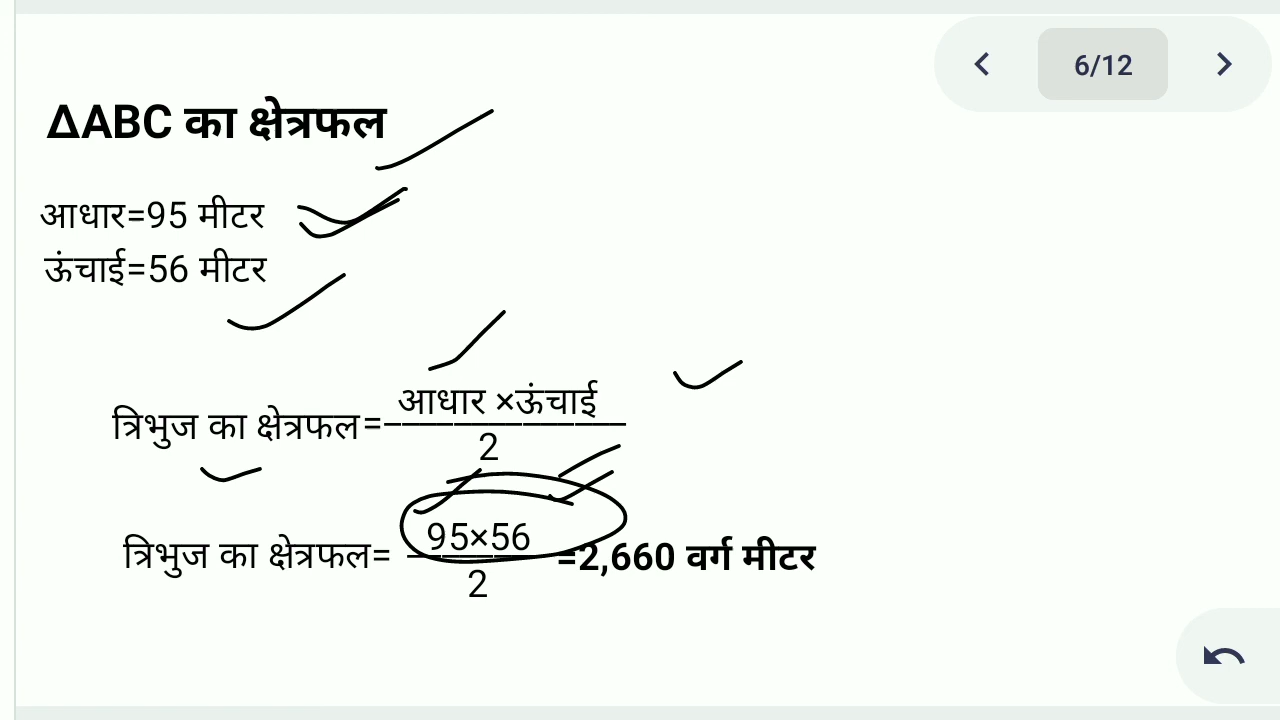 6/12
ΔABC का क्षेत्रफल
आधार=95 मीटर
ऊंचाई=56 मीटर
त्रिभुज का क्षेत्रफल=आधार ×ऊंचाई
2
त्रिभुज का क्षेत्रफल= 95×56 =2,660 वर्ग मीटर
2